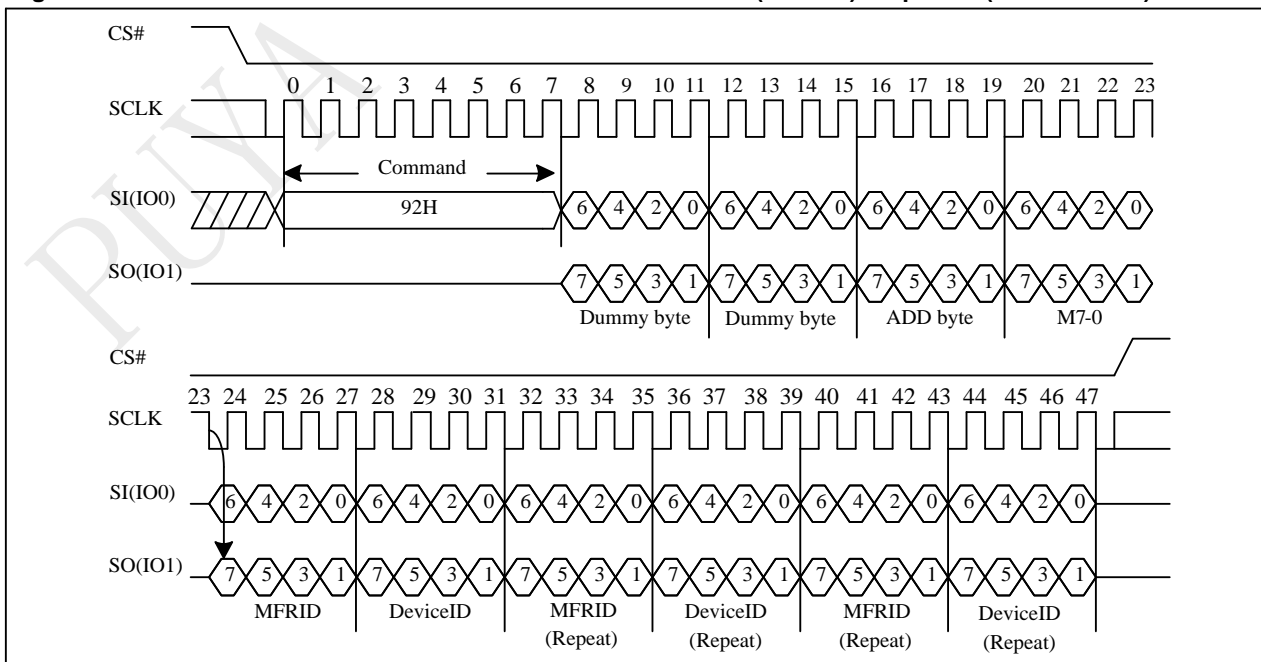 CS#
0 1 2 3 4 5 6 7 8 9 10 11 12 13 14 15 16 17 18 19 20 21 22 23
SCLK
Command
SI(IO0)
92H
6 4 2 0 6 4 2 0 6 4 2 0 6 4 2 0
SO(IO1)
7 5 3 1 7 5 3 1 7 5 3 1 7 5 3 1
Dummy byte Dummy byte ADD byte M7-0
CS#
23 24 25 26 27 28 29 30 31 32 33 34 35 36 37 38 39 40 41 42 43 44 45 46 47
SCLK
SI(IO0)
6 4 2 0 6 4 2 0 6 4 2 0 6 4 2 0 6 4 2 0 6 4 2 0
SO(IO1)
7 5 3 1 7 5 3 1 7 5 3 1 7 5 3 1 7 5 3 1 7 5 3 1
MFRID DeviceID MFRID DeviceID MFRID DeviceID
(Repeat) (Repeat) (Repeat) (Repeat)
PUYA